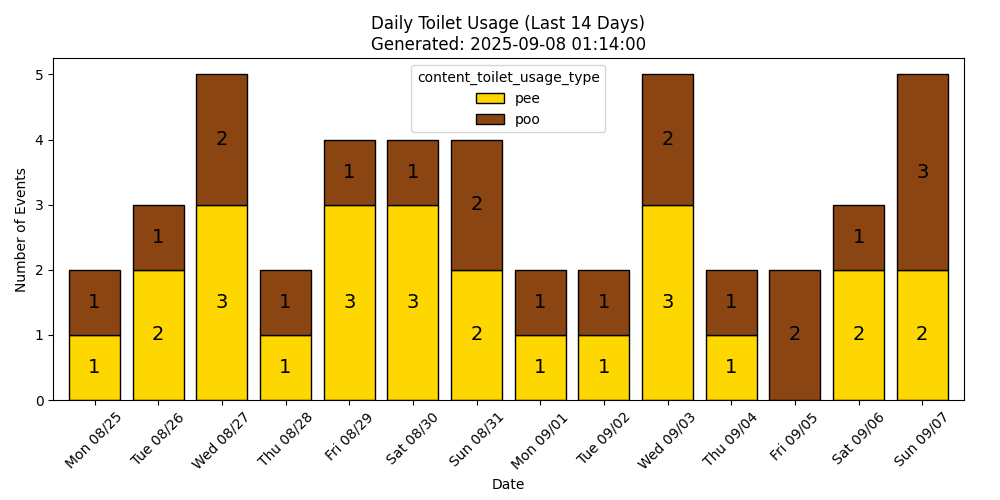 Daily Toilet Usage (Last 14 Days)
Generated: 2025-09-08 01:14:00
content_toilet_usage_type
pee
poo
Number of Events
5
4
3
2
1
0
2 2
1 1 3
2 1
1 2 1 1 1 1 1
3 3 3 3
2 2 2 2 2
1 1 1 1 1
Mon 08/25
Tue 08/26
Wed 08/27
Thu 08/28
Fri 08/29
Sat 08/30
Sun 08/31
Mon 09/01
Tue 09/02
Wed 09/03
Thu 09/04
Fri 09/05
Sat 09/06
Sun 09/07
Date